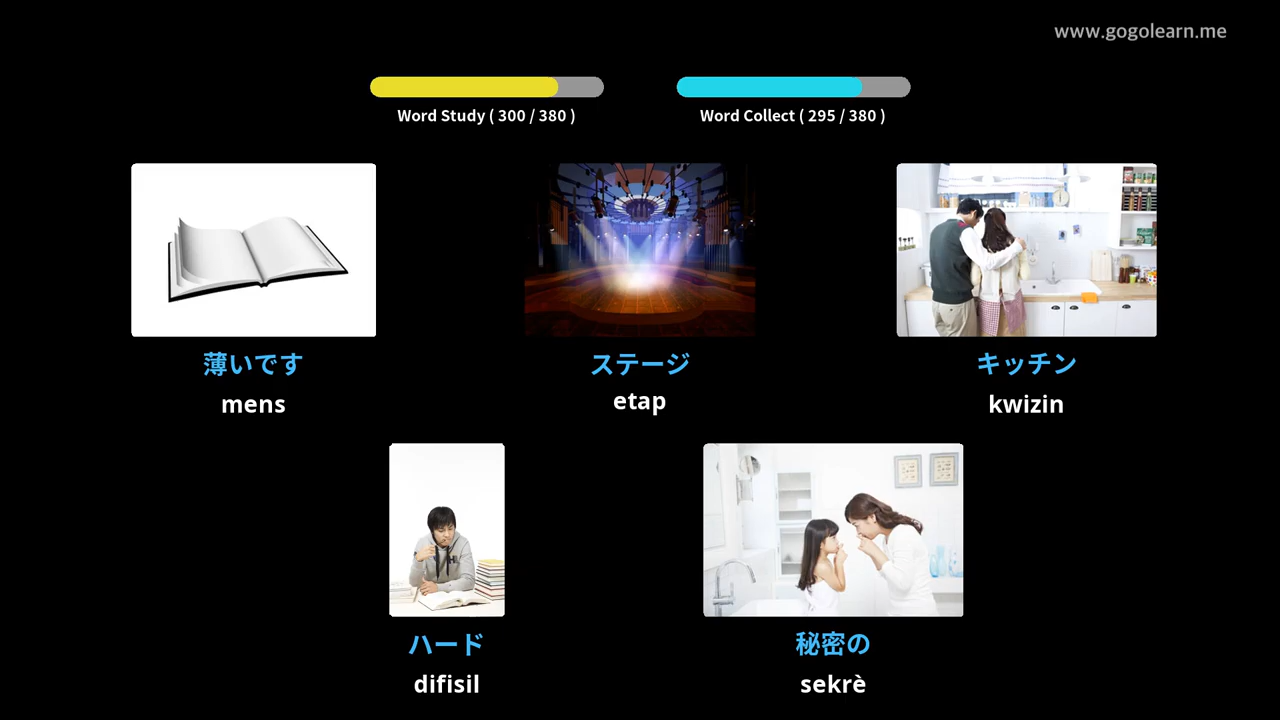 www.gogolearn.me
Word Study ( 300 / 380 )
Word Collect ( 295 / 380 )
薄いです
mens
ステージ
etap
キッチン
kwizin
ハード
difisil
秘密の
sekrè